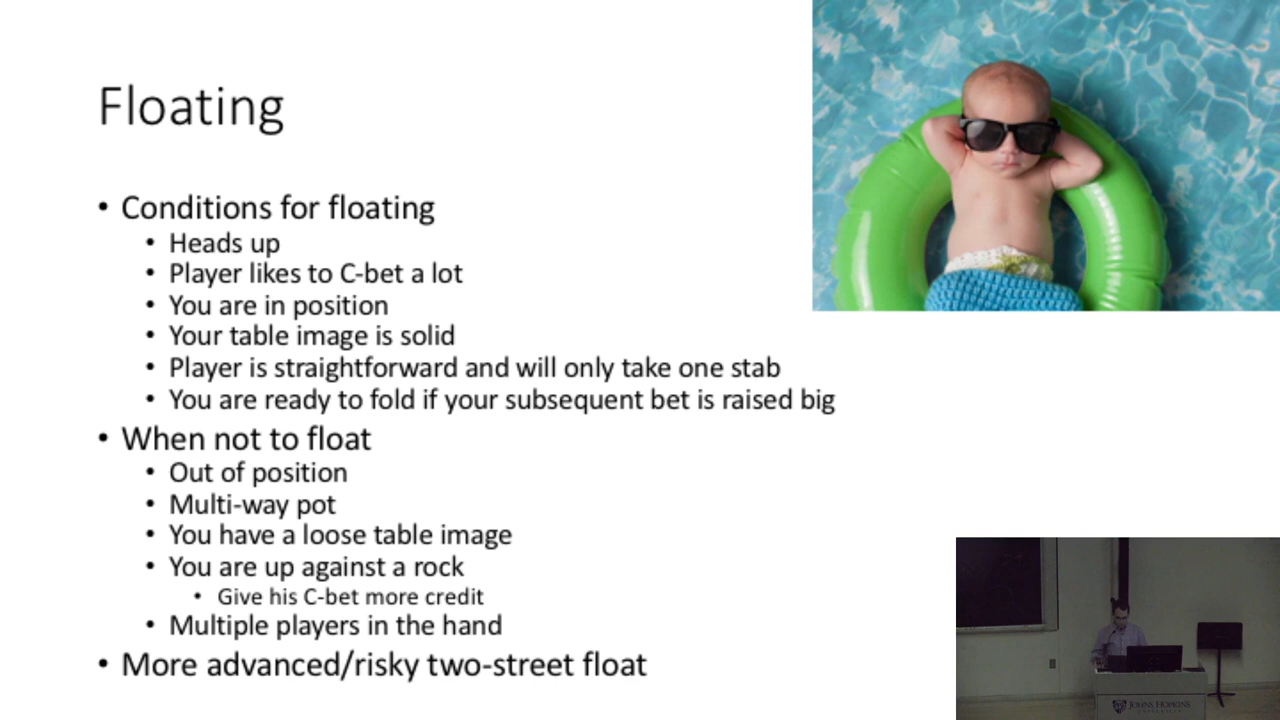 Floating
• Conditions for floating
• Heads up
• Player likes to C-bet a lot
• You are in position
• Your table image is solid
• Player is straightforward and will only take one stab
• You are ready to fold if your subsequent bet is raised big
• When not to float
• Out of position
• Multi-way pot
• You have a loose table image
• You are up against a rock
• Give his C-bet more credit
• Multiple players in the hand
• More advanced/risky two-street float
JOHNS HOPKINS
UNIVERSITY